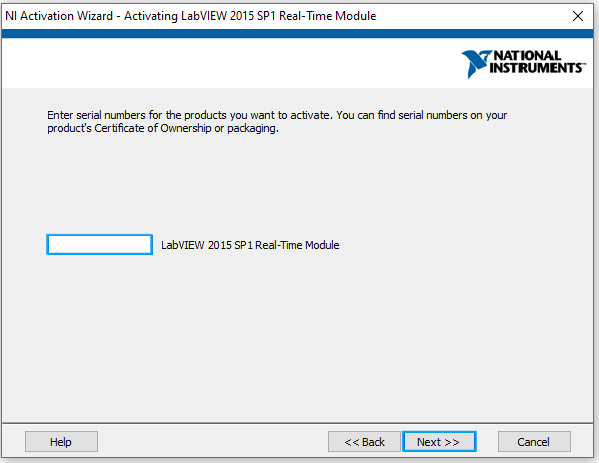 NI Activation Wizard - Activating LabVIEW 2015 SP1 Real-Time Module
NATIONAL
INSTRUMENTS™
Enter serial numbers for the products you want to activate. You can find serial numbers on your
product's Certificate of Ownership or packaging.
LabVIEW 2015 SP1 Real-Time Module
Help
<< Back
Next >>
Cancel